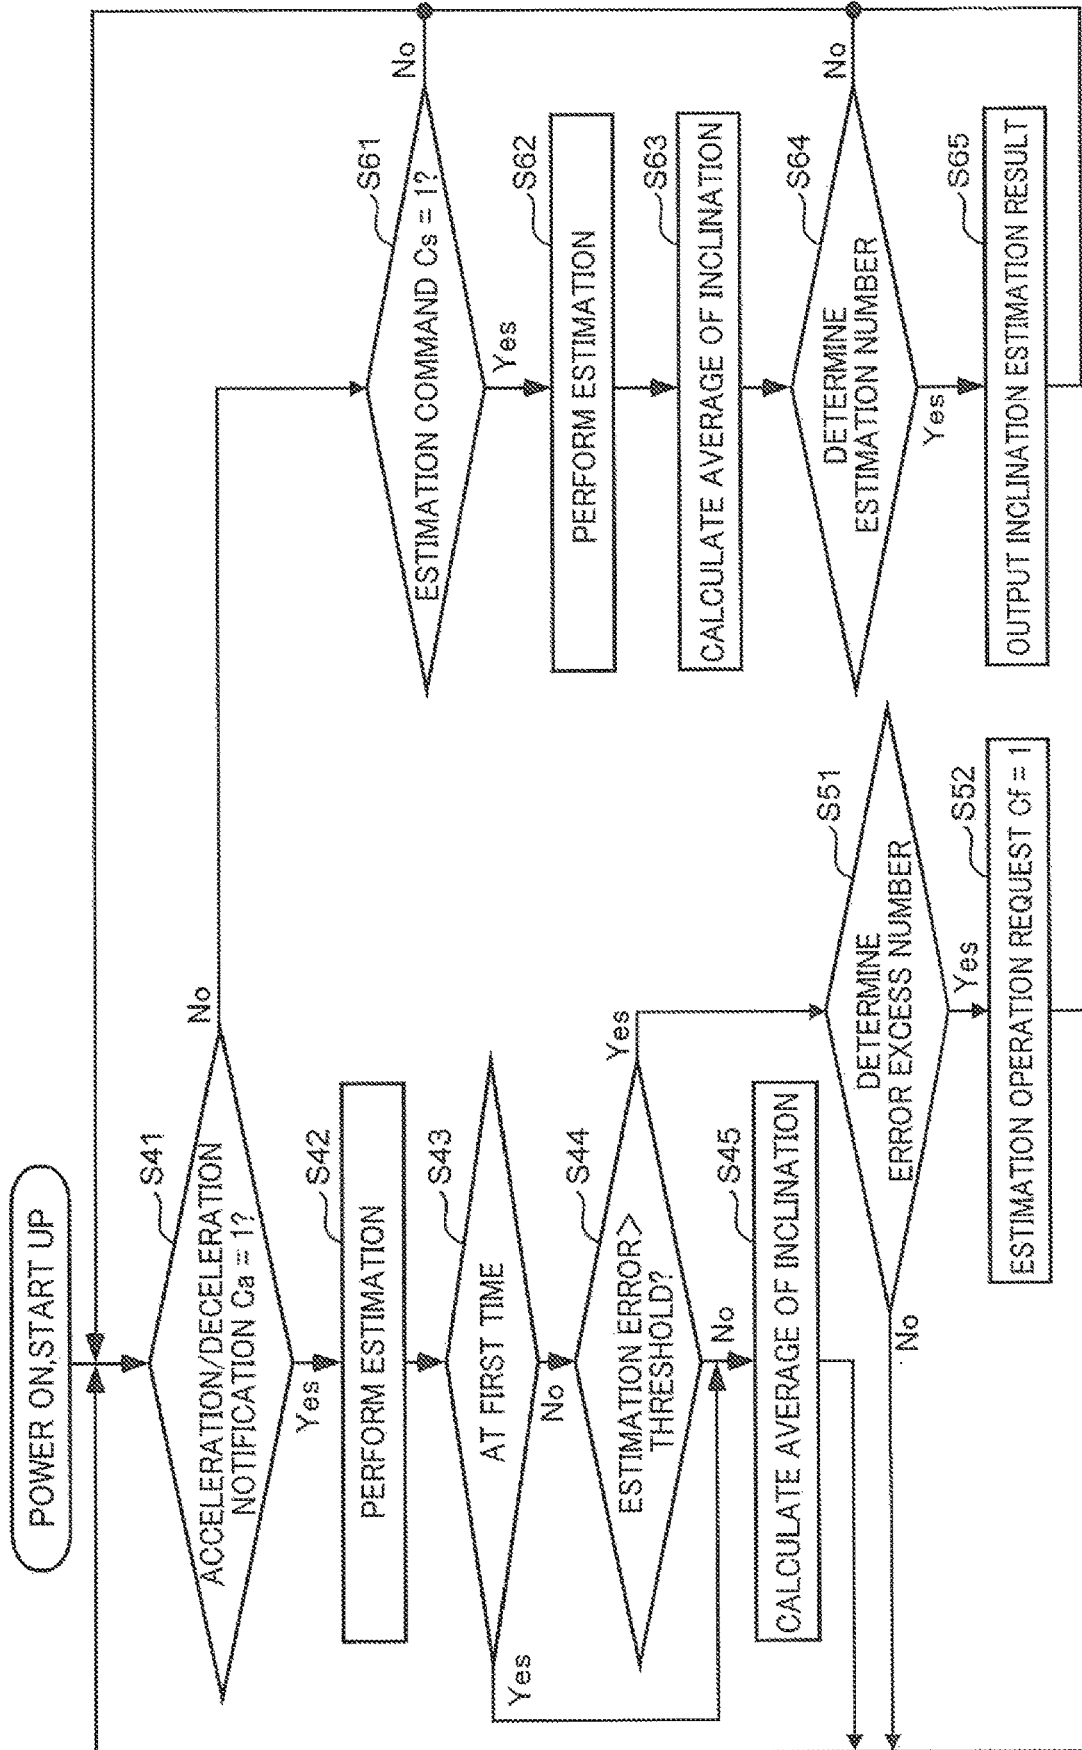 POWER ON,START UP
S41
ACCELERATION/DECELERATION
NOTIFICATION Ca = 1?
No
Yes
S42
PERFORM ESTIMATION
S43
AT FIRST TIME
Yes
No
S44
ESTIMATION ERROR>
THRESHOLD?
Yes
No
S45
CALCULATE AVERAGE OF INCLINATION
S51
DETERMINE
ERROR EXCESS NUMBER
No
Yes
S52
ESTIMATION OPERATION REQUEST Cf = 1
S61
ESTIMATION COMMAND Cs = 1?
No
Yes
S62
PERFORM ESTIMATION
S63
CALCULATE AVERAGE OF INCLINATION
S64
DETERMINE
ESTIMATION NUMBER
No
Yes
S65
OUTPUT INCLINATION ESTIMATION RESULT